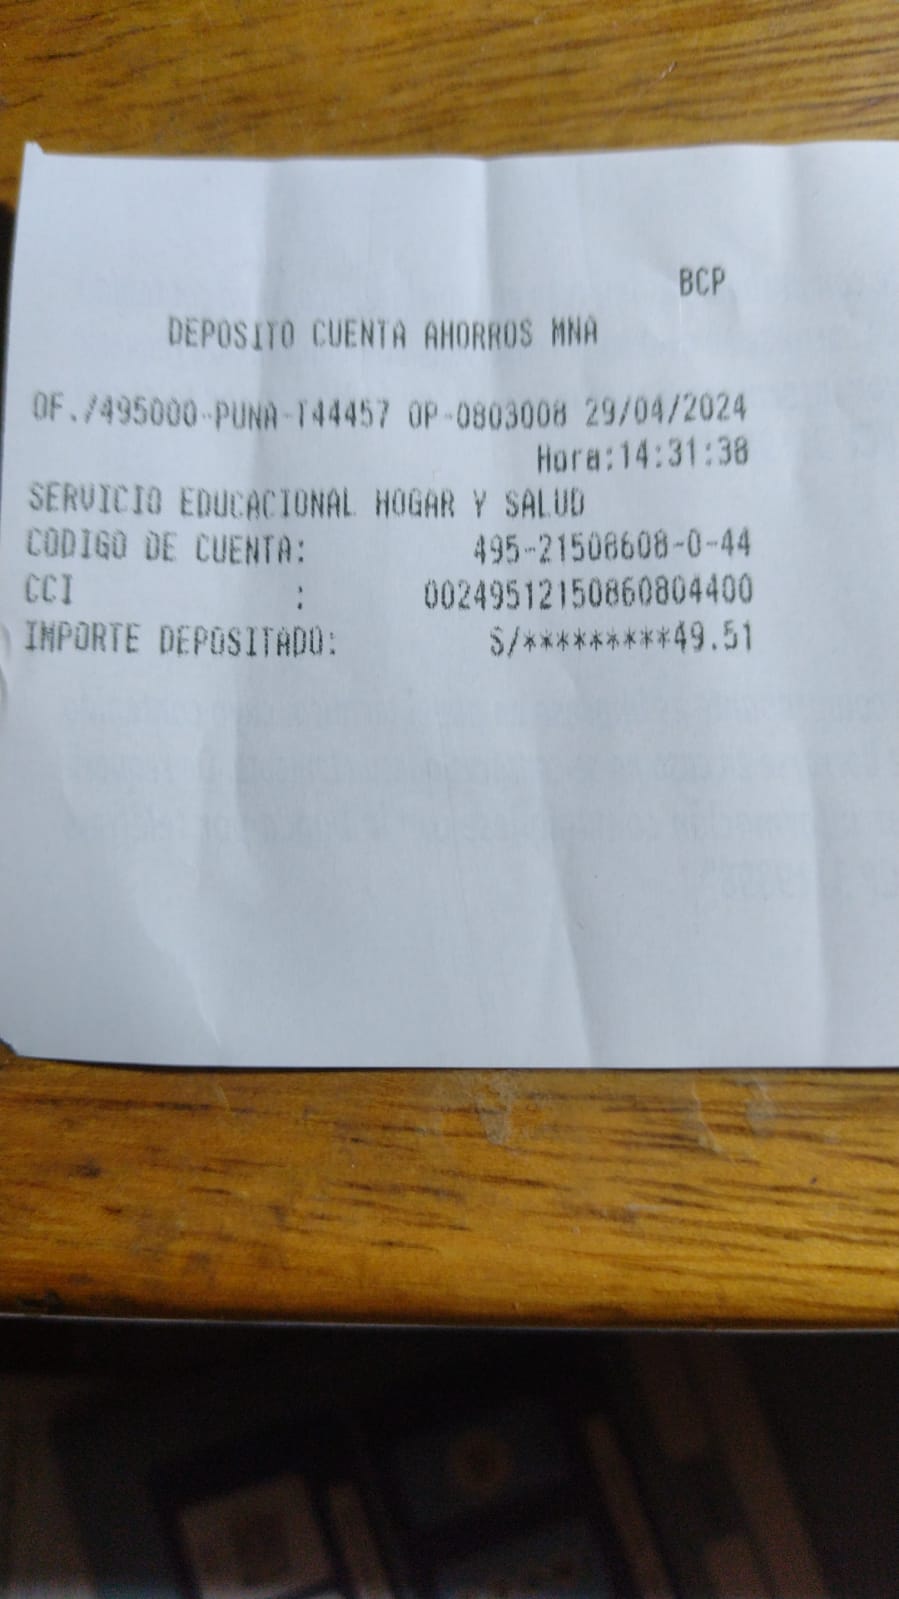 BCP
DEPOSITO CUENTA AHORROS MNA
OF./495000-PUNA-T44457 OP-0803008 29/04/2024
Hora:14:31:38
SERVICIO EDUCACIONAL HOGAR Y SALUD
CODIGO DE CUENTA: 495-21508608-0-44
CCI : 00249512150860804400
IMPORTE DEPOSITADO: S/*********49.51